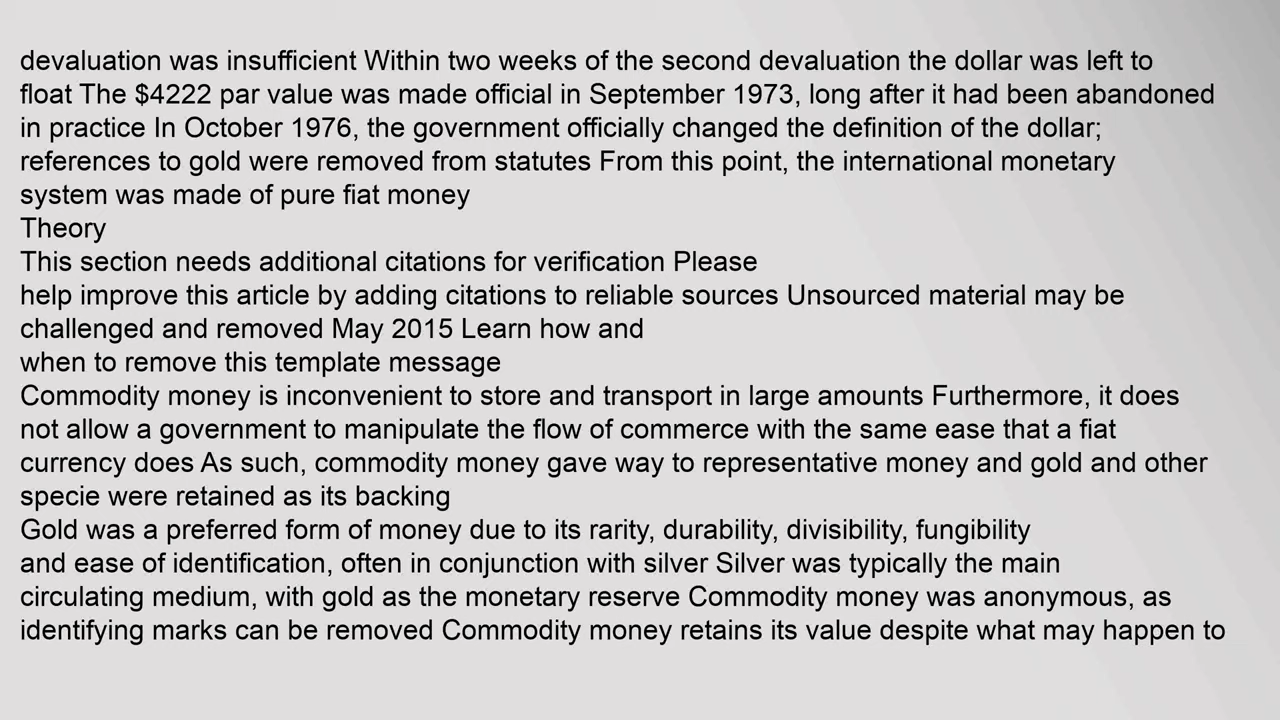 devaluation was insufficient Within two weeks of the second devaluation the dollar was left to
float The $4222 par value was made official in September 1973, long after it had been abandoned
in practice In October 1976, the government officially changed the definition of the dollar;
references to gold were removed from statutes From this point, the international monetary
system was made of pure fiat money
Theory
This section needs additional citations for verification Please
help improve this article by adding citations to reliable sources Unsourced material may be
challenged and removed May 2015 Learn how and
when to remove this template message
Commodity money is inconvenient to store and transport in large amounts Furthermore, it does
not allow a government to manipulate the flow of commerce with the same ease that a fiat
currency does As such, commodity money gave way to representative money and gold and other
specie were retained as its backing
Gold was a preferred form of money due to its rarity, durability, divisibility, fungibility
and ease of identification, often in conjunction with silver Silver was typically the main
circulating medium, with gold as the monetary reserve Commodity money was anonymous, as
identifying marks can be removed Commodity money retains its value despite what may happen to